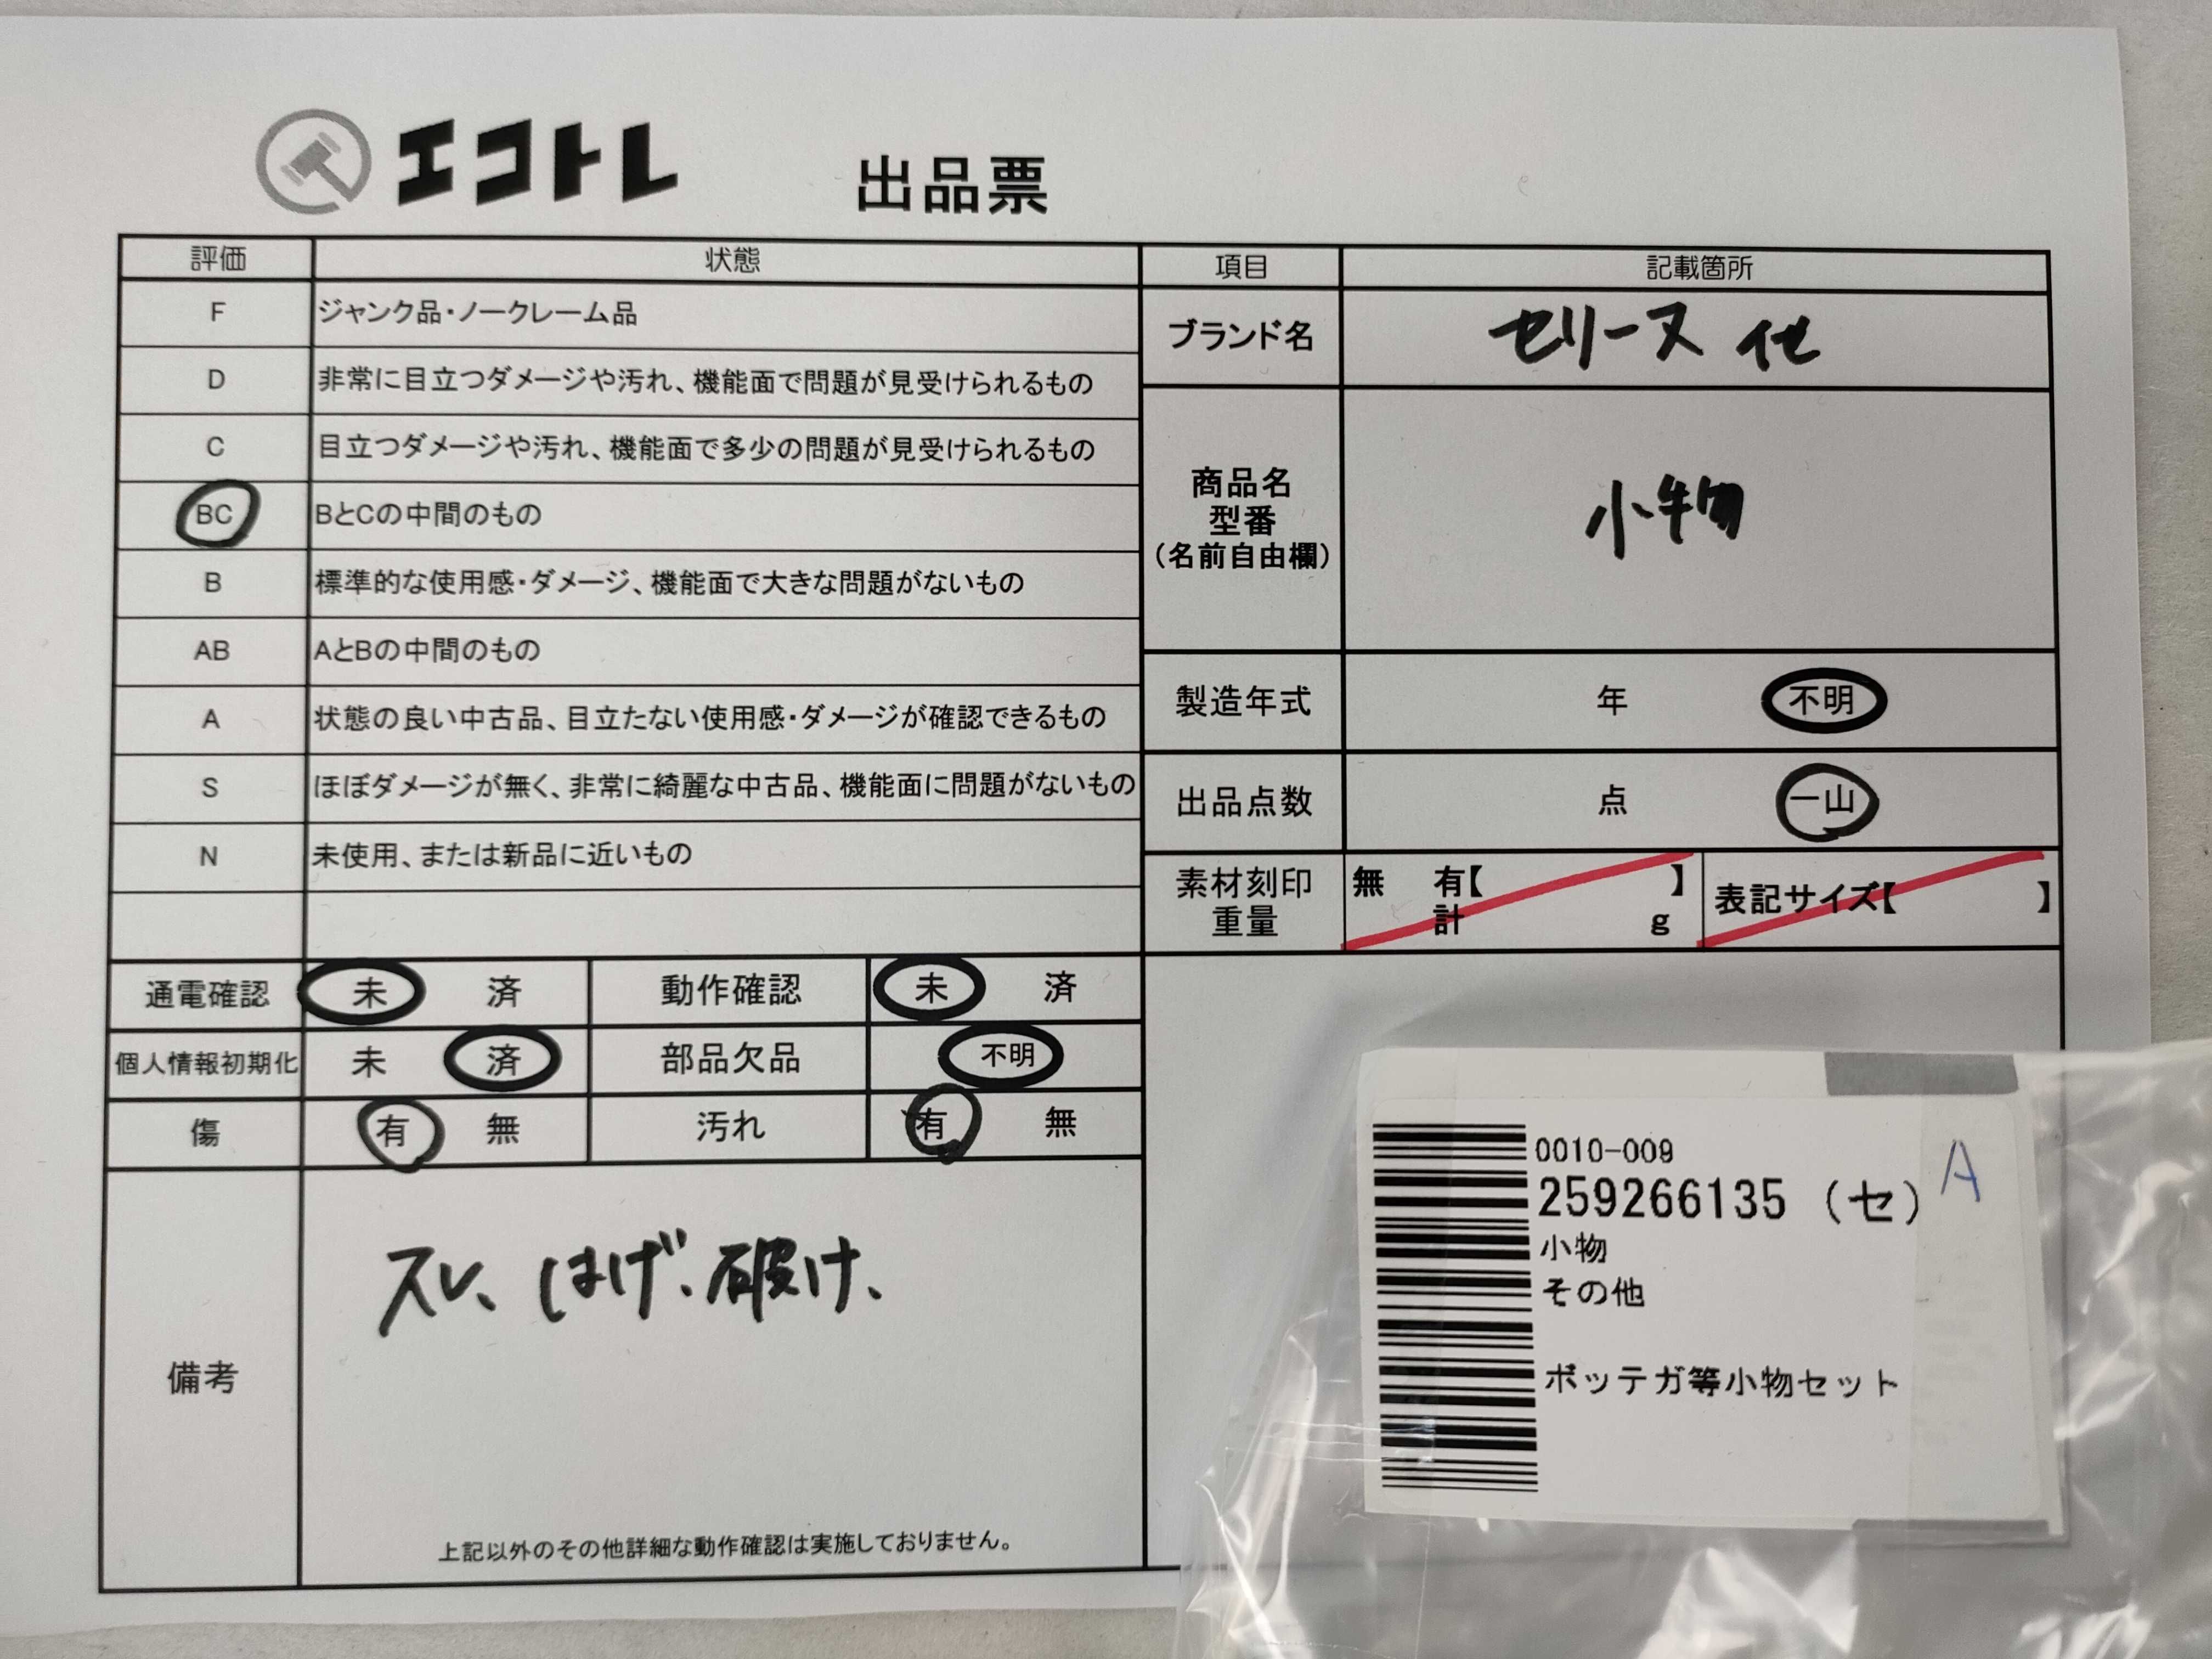 エコトレ 出品票
評価 状態
F ジャンク品・ノークレーム品
D 非常に目立つダメージや汚れ、機能面で問題が見受けられるもの
C 目立つダメージや汚れ、機能面で多少の問題が見受けられるもの
BC BとCの中間のもの
B 標準的な使用感・ダメージ、機能面で大きな問題がないもの
AB AとBの中間のもの
A 状態の良い中古品、目立たない使用感・ダメージが確認できるもの
S ほぼダメージが無く、非常に綺麗な中古品、機能面に問題がないもの
N 未使用、または新品に近いもの
項目 記載箇所
ブランド名 セリーヌ 他
商品名
型番
(名前自由欄)
小物
製造年式 年 不明
出品点数 点 一山
素材刻印
重量
無 有【 】
計 g
表記サイズ【 】
通電確認 未 済 動作確認 未 済
個人情報初期化 未 済 部品欠品 不明
傷 有 無 汚れ 有 無
備考
スレ、はげ、破け、
上記以外のその他詳細な動作確認は実施しておりません。
0010-009
259266135 (セ) A
小物
その他
ボッテガ等小物セット